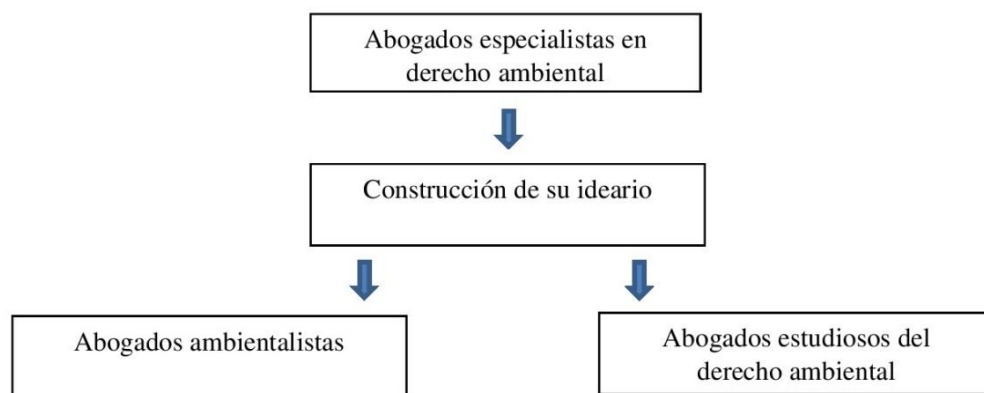 Abogados especialistas en
derecho ambiental
Construcción de su ideario
Abogados ambientalistas
Abogados estudiosos del
derecho ambiental